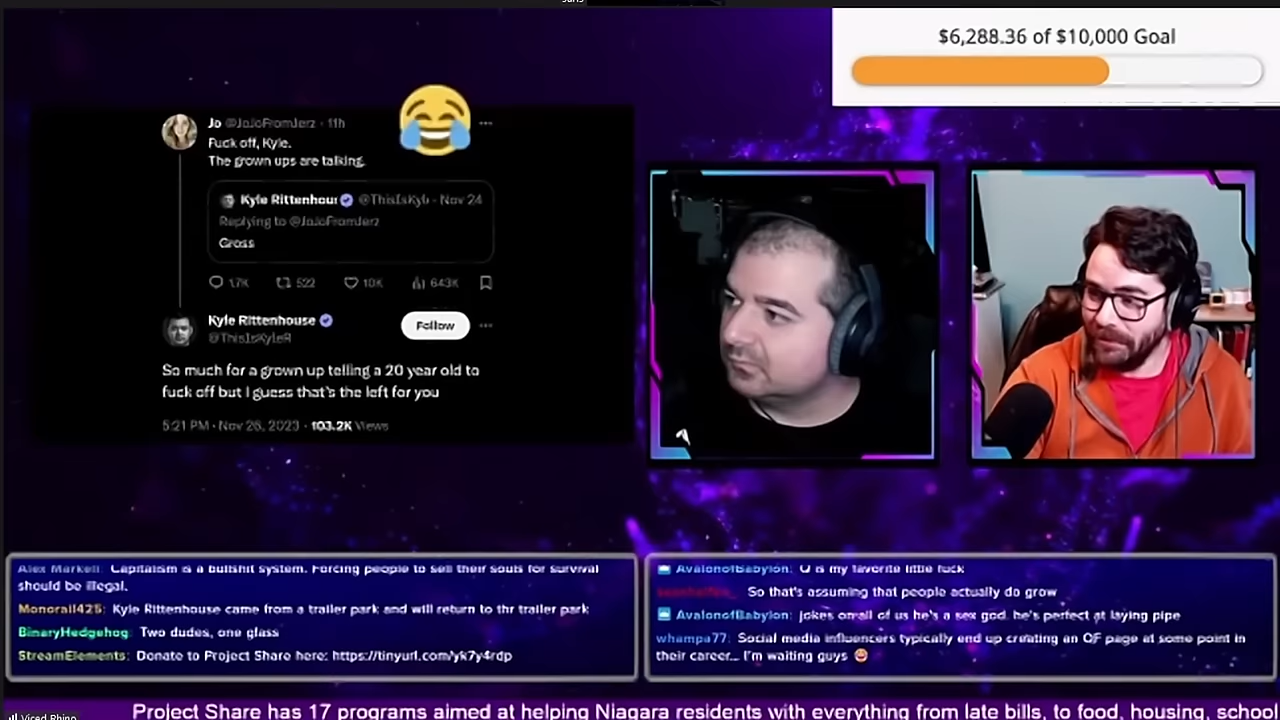 $6,288.36 of $10,000 Goal
Jo @JoJoFromJerz · 11h
Fuck off, Kyle.
The grown ups are talking.
Kyle Rittenhour · Nov 24
Replying to @JoJoFromJerz
Gross
1.7K 522 10K 643K
Kyle Rittenhouse
@ThisIsKyleR
Follow
So much for a grown up telling a 20 year old to
fuck off but I guess that's the left for you
5:21 PM · Nov 26, 2023 · 103.2K Views
Alex Markell: Capitalism is a bullshit system. Forcing people to sell their souls for survival
should be illegal.
Monorail425: Kyle Rittenhouse came from a trailer park and will return to thr trailer park
BinaryHedgehog: Two dudes, one glass
StreamElements: Donate to Project Share here: https://tinyurl.com/yk7y4rdp
AvalonofBabylon: is my favorite little fuck
So that's assuming that people actually do grow
AvalonofBabylon: jokes on all of us he's a sex god. he's perfect at laying pipe
whampa77: Social media influencers typically end up creating an OF page at some point in
their career... I'm waiting guys
Viced Rhino
Project Share has 17 programs aimed at helping Niagara residents with everything from late bills, to food, housing, school